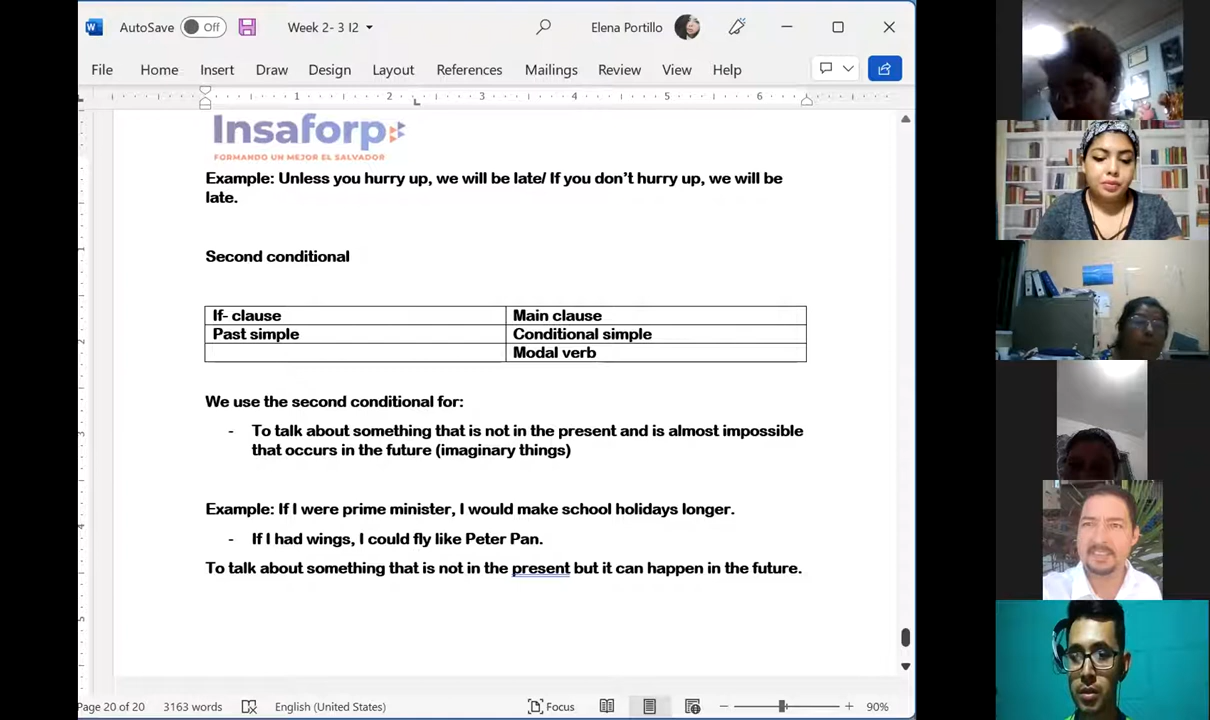 AutoSave Off Week 2- 3 I2 Elena Portillo
File Home Insert Draw Design Layout References Mailings Review View Help
1 2 3 4 5 6
Insaforp
FORMANDO UN MEJOR EL SALVADOR
Example: Unless you hurry up, we will be late/ If you don't hurry up, we will be
late.
Second conditional
If- clause Main clause
Past simple Conditional simple
Modal verb
We use the second conditional for:
- To talk about something that is not in the present and is almost impossible
that occurs in the future (imaginary things)
Example: If I were prime minister, I would make school holidays longer.
- If I had wings, I could fly like Peter Pan.
To talk about something that is not in the present but it can happen in the future.
Page 20 of 20 3163 words English (United States) Focus 90%